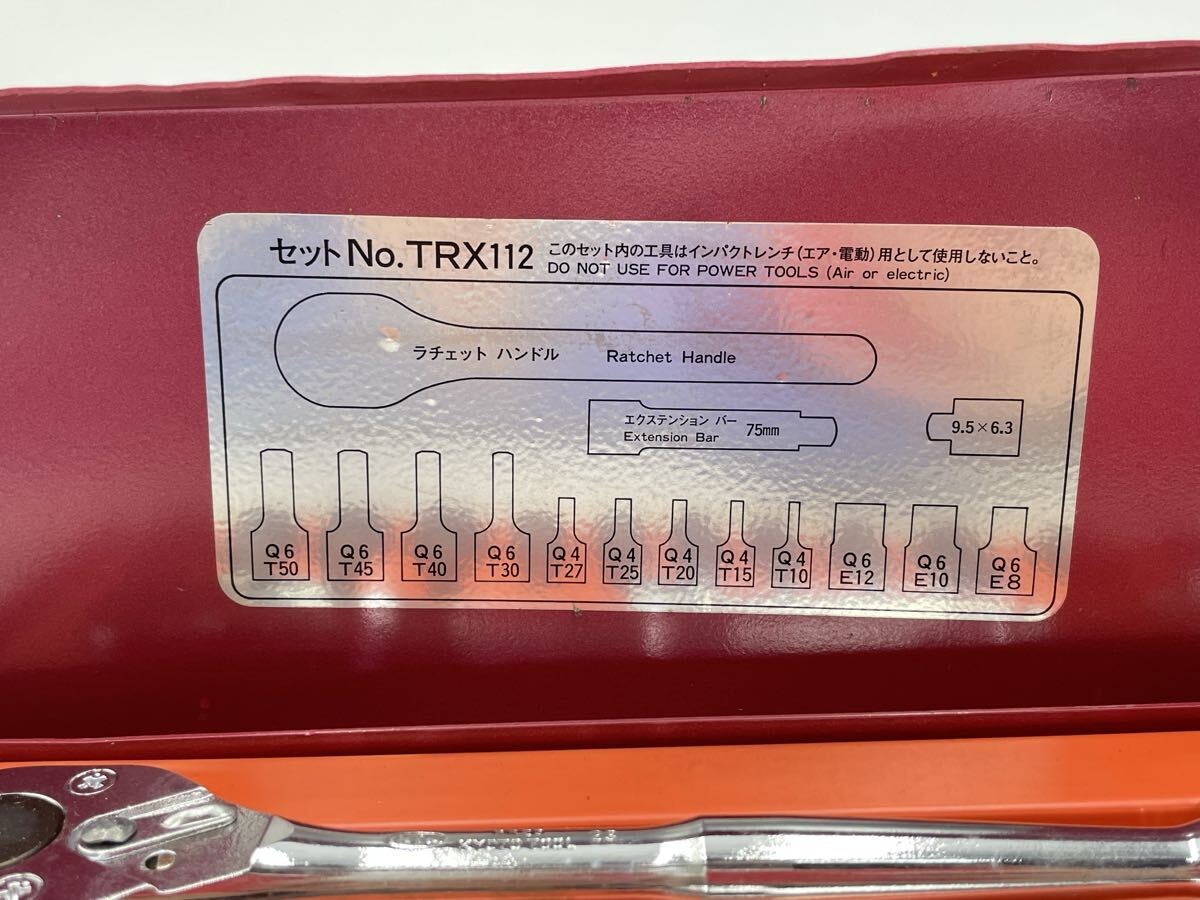 セット No.TRX112
このセット内の工具はインパクトレンチ(エア・電動)用として使用しないこと。
DO NOT USE FOR POWER TOOLS (Air or electric)
ラチェット ハンドル Ratchet Handle
エクステンション バー
Extension Bar
75mm
9.5×6.3
Q6
T50
Q6
T45
Q6
T40
Q6
T30
Q4
T27
Q4
T25
Q4
T20
Q4
T15
Q4
T10
Q6
E12
Q6
E10
Q6
E8
KYOTO TOOL